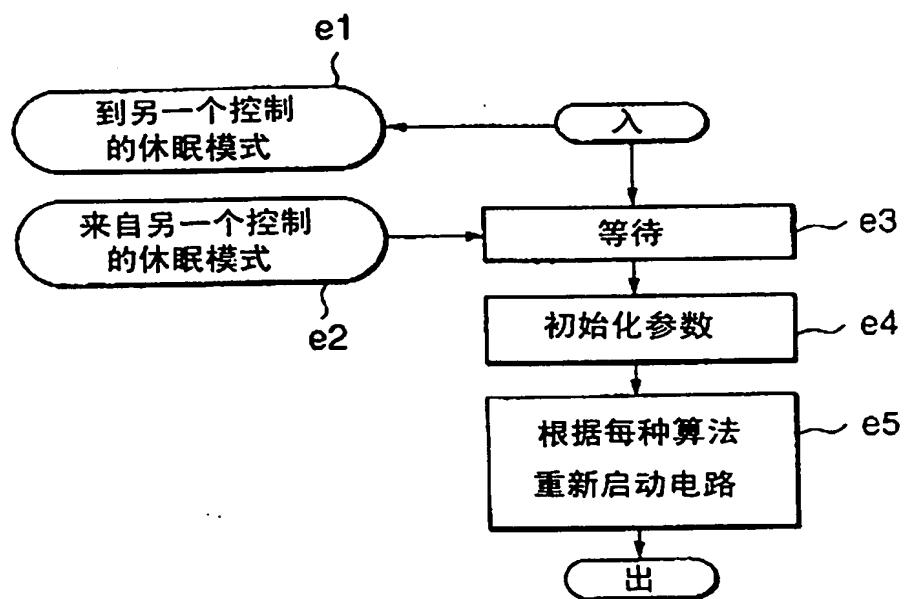 e1
到另一个控制
的休眠模式
入
来自另一个控制
的休眠模式
e2
等待
e3
初始化参数
e4
根据每种算法
重新启动电路
e5
出